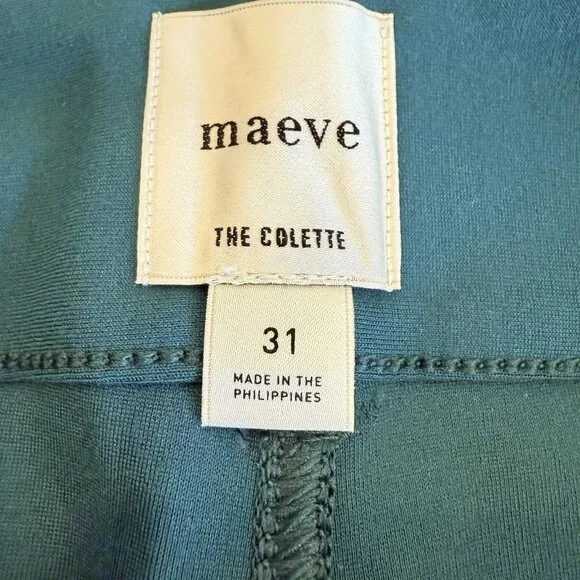 maeve
THE COLETTE
31
MADE IN THE
PHILIPPINES